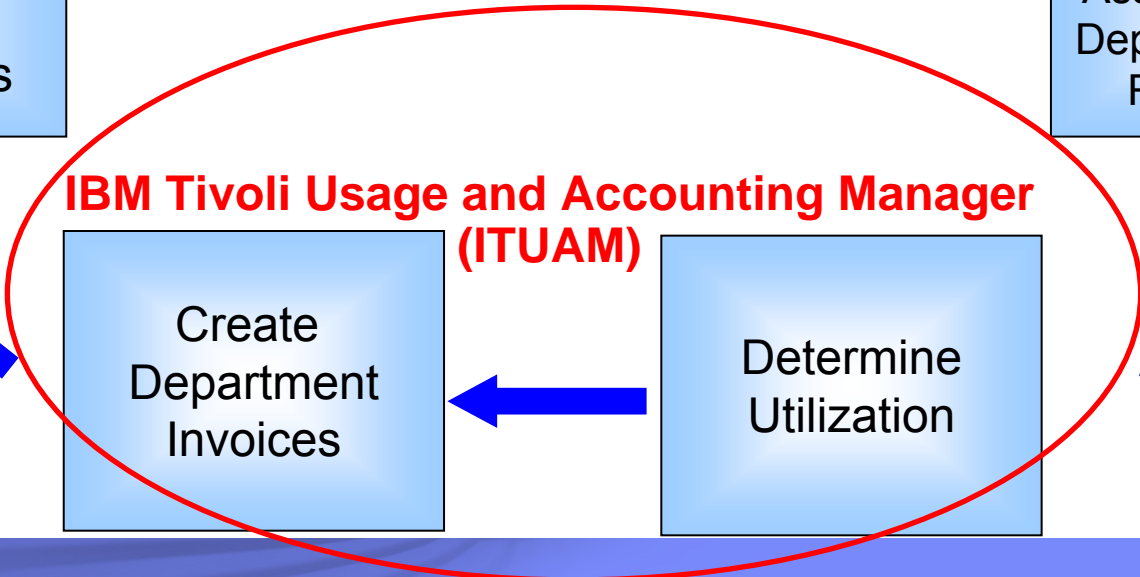 IBM Tivoli Usage and Accounting Manager
(ITUAM)
Create
Department
Invoices
Determine
Utilization